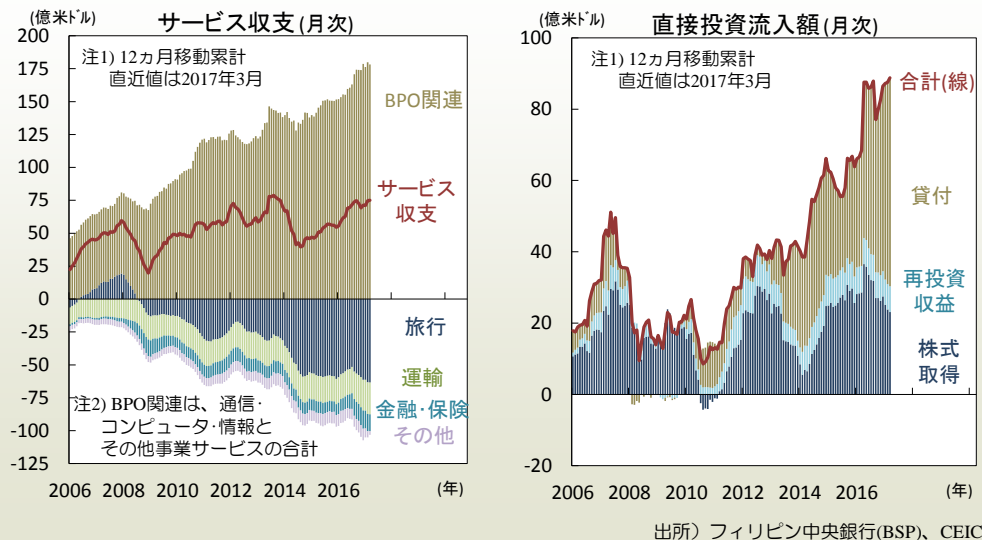 サービス収支(月次)
(億米ドル)
200
175
150
125
100
75
50
25
0
-25
-50
-75
-100
-125
注1) 12ヵ月移動累計
直近値は2017年3月
BPO関連
サービス
収支
旅行
運輸
金融・保険
その他
注2) BPO関連は、通信・
コンピュータ・情報と
その他事業サービスの合計
2006 2008 2010 2012 2014 2016 (年)
直接投資流入額(月次)
(億米ドル)
100
80
60
40
20
0
-20
注1) 12ヵ月移動累計
直近値は2017年3月
合計(線)
貸付
再投資
収益
株式
取得
2006 2008 2010 2012 2014 2016 (年)
出所）フィリピン中央銀行(BSP)、CEIC